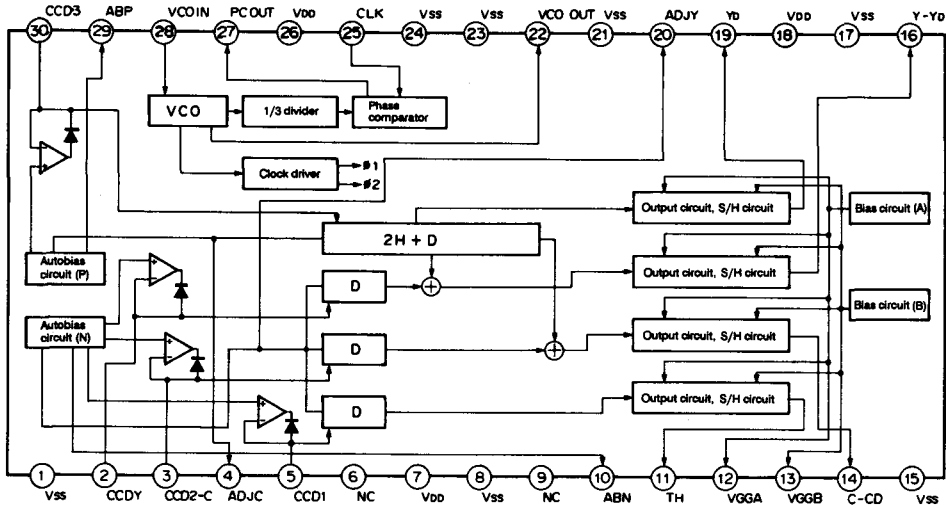 CCD3 ABP VCOIN PCOUT VDD CLK VSS VSS VCO OUT VSS ADJY YD VDD VSS Y-YD
30 29 28 27 26 25 24 23 22 21 20 19 18 17 16
VCO
1/3 divider
Phase
comparator
Clock driver
ø1
ø2
2H + D
Output circuit, S/H circuit
Bias circuit (A)
Autobias
circuit (P)
Output circuit, S/H circuit
D
Bias circuit (B)
Autobias
circuit (N)
D
Output circuit, S/H circuit
D
Output circuit, S/H circuit
1 2 3 4 5 6 7 8 9 10 11 12 13 14 15
VSS CCDY CCD2-C ADJC CCD1 NC VDD VSS NC ABN TH VGGA VGGB C-CD VSS